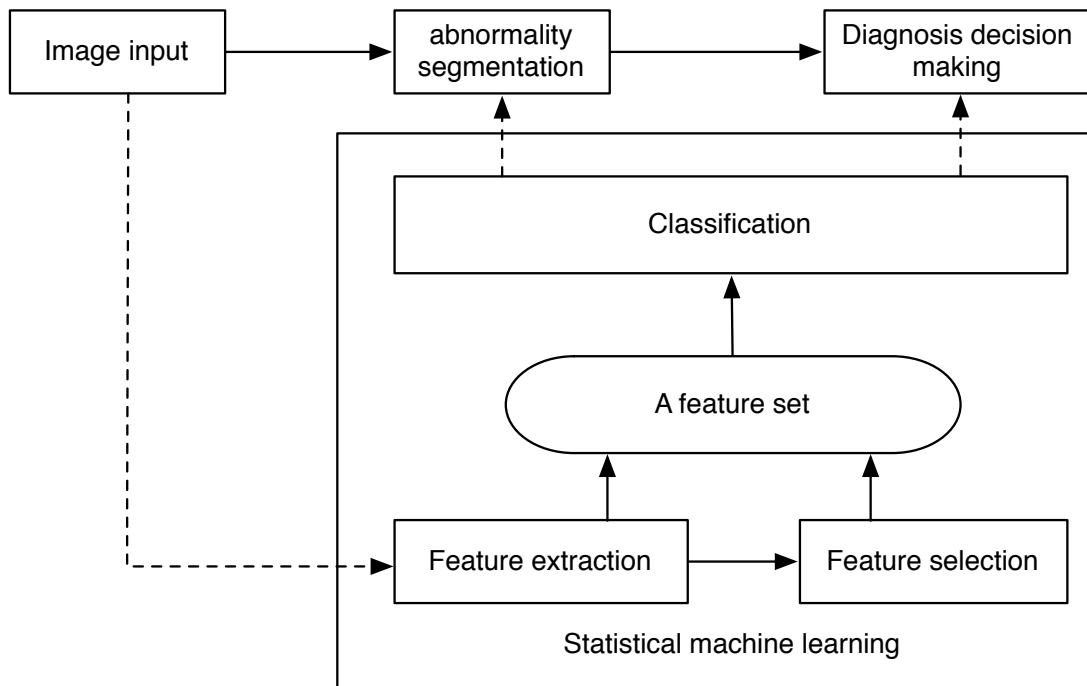 Image input
abnormality
segmentation
Diagnosis decision
making
Classification
A feature set
Feature extraction
Feature selection
Statistical machine learning